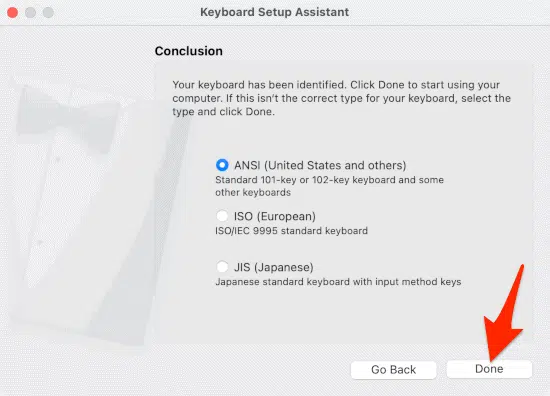 Keyboard Setup Assistant
Conclusion
Your keyboard has been identified. Click Done to start using your
computer. If this isn't the correct type for your keyboard, select the
type and click Done.
ANSI (United States and others)
Standard 101-key or 102-key keyboard and some
other keyboards
ISO (European)
ISO/IEC 9995 standard keyboard
JIS (Japanese)
Japanese standard keyboard with input method keys
Go Back
Done